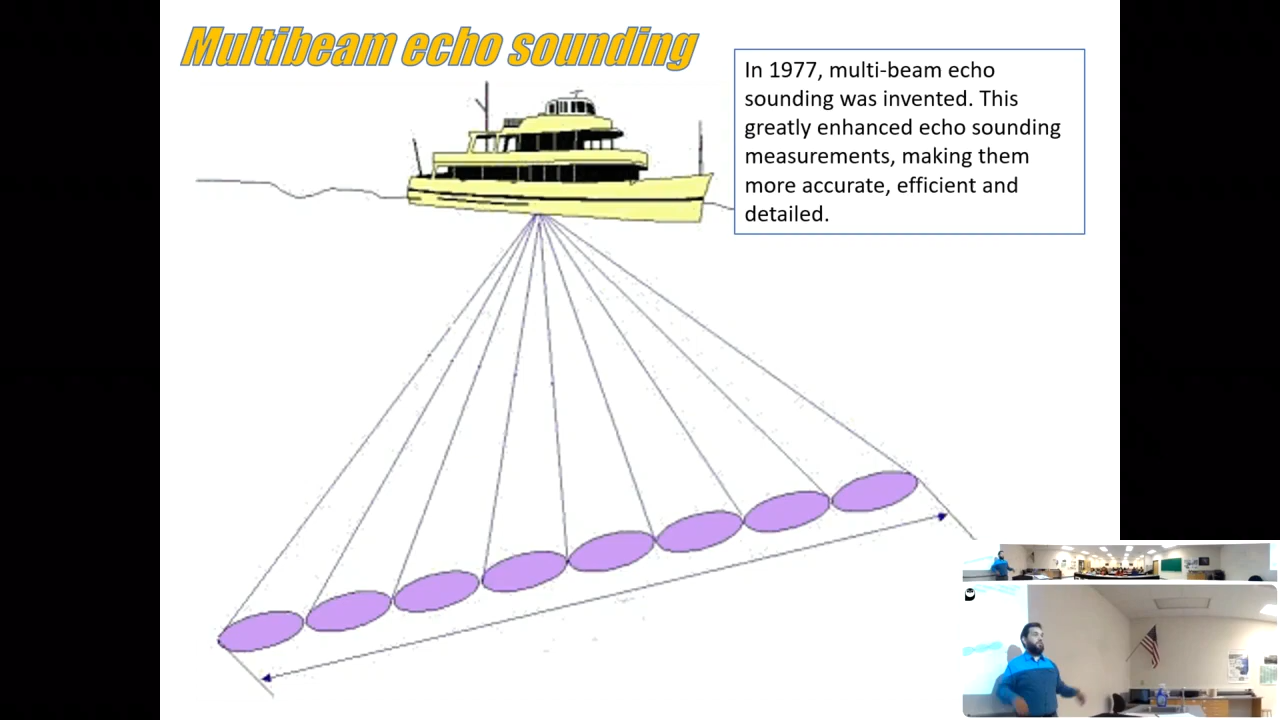 Multibeam echo sounding
In 1977, multi-beam echo
sounding was invented. This
greatly enhanced echo sounding
measurements, making them
more accurate, efficient and
detailed.